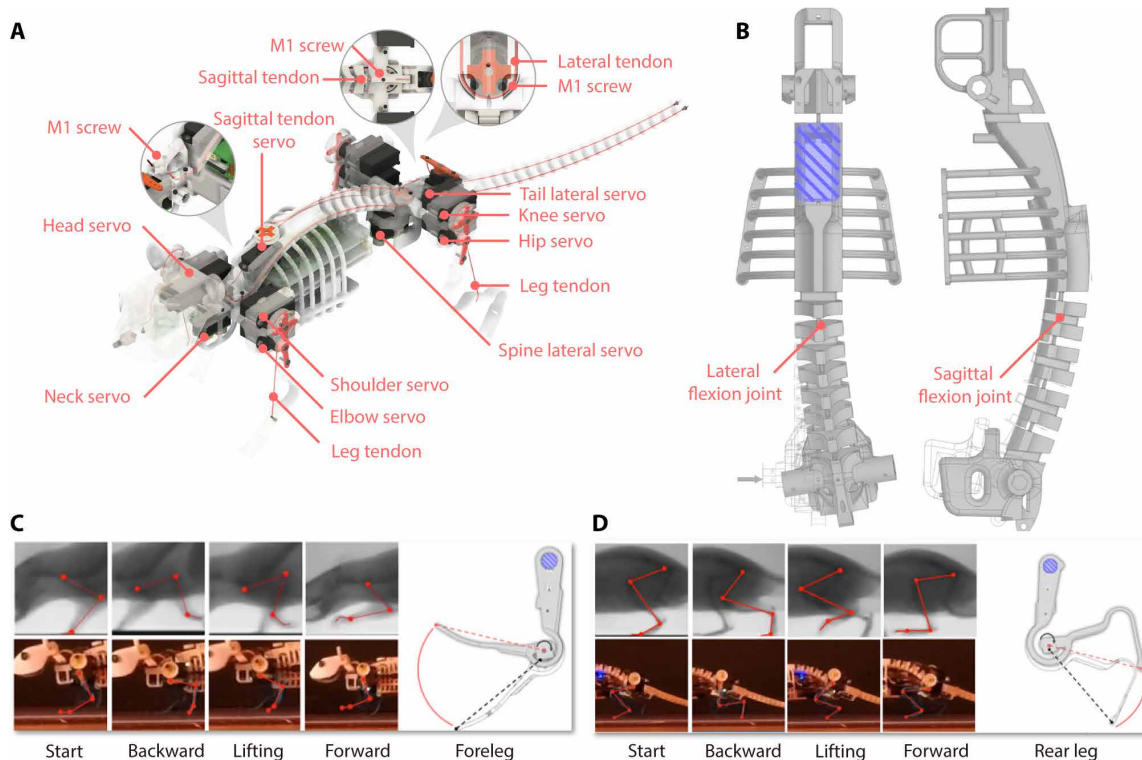 A
M1 screw
Sagittal tendon
Lateral tendon
M1 screw
M1 screw
Sagittal tendon
servo
Head servo
Tail lateral servo
Knee servo
Hip servo
Leg tendon
Spine lateral servo
Neck servo
Shoulder servo
Elbow servo
Leg tendon
B
Lateral
flexion joint
Sagittal
flexion joint
C
Start
Backward
Lifting
Forward
Foreleg
D
Start
Backward
Lifting
Forward
Rear leg